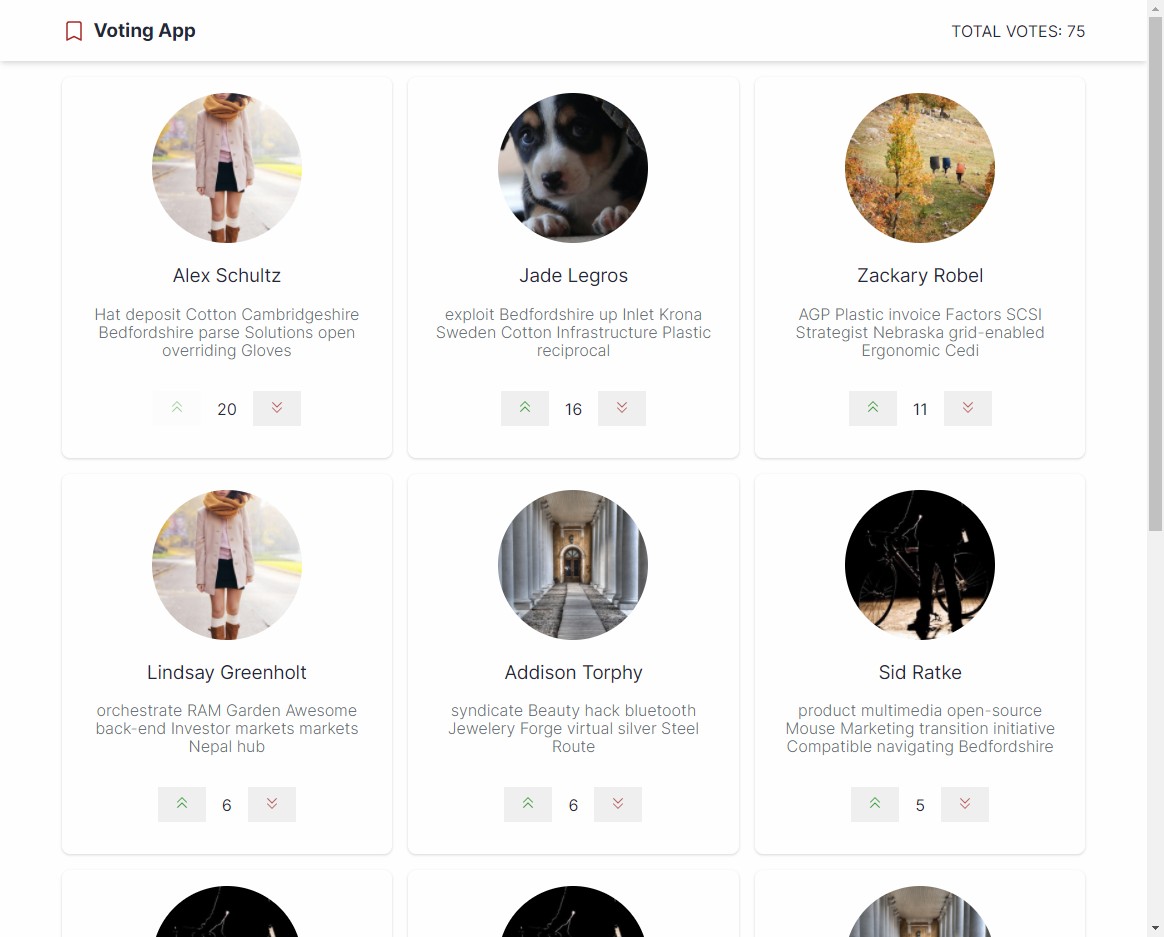 Voting App
TOTAL VOTES: 75
Alex Schultz
Hat deposit Cotton Cambridgeshire
Bedfordshire parse Solutions open
overriding Gloves
20
Jade Legros
exploit Bedfordshire up Inlet Krona
Sweden Cotton Infrastructure Plastic
reciprocal
16
Zackary Robel
AGP Plastic invoice Factors SCSI
Strategist Nebraska grid-enabled
Ergonomic Cedi
11
Lindsay Greenholt
orchestrate RAM Garden Awesome
back-end Investor markets markets
Nepal hub
6
Addison Torphy
syndicate Beauty hack bluetooth
Jewelery Forge virtual silver Steel
Route
6
Sid Ratke
product multimedia open-source
Mouse Marketing transition initiative
Compatible navigating Bedfordshire
5